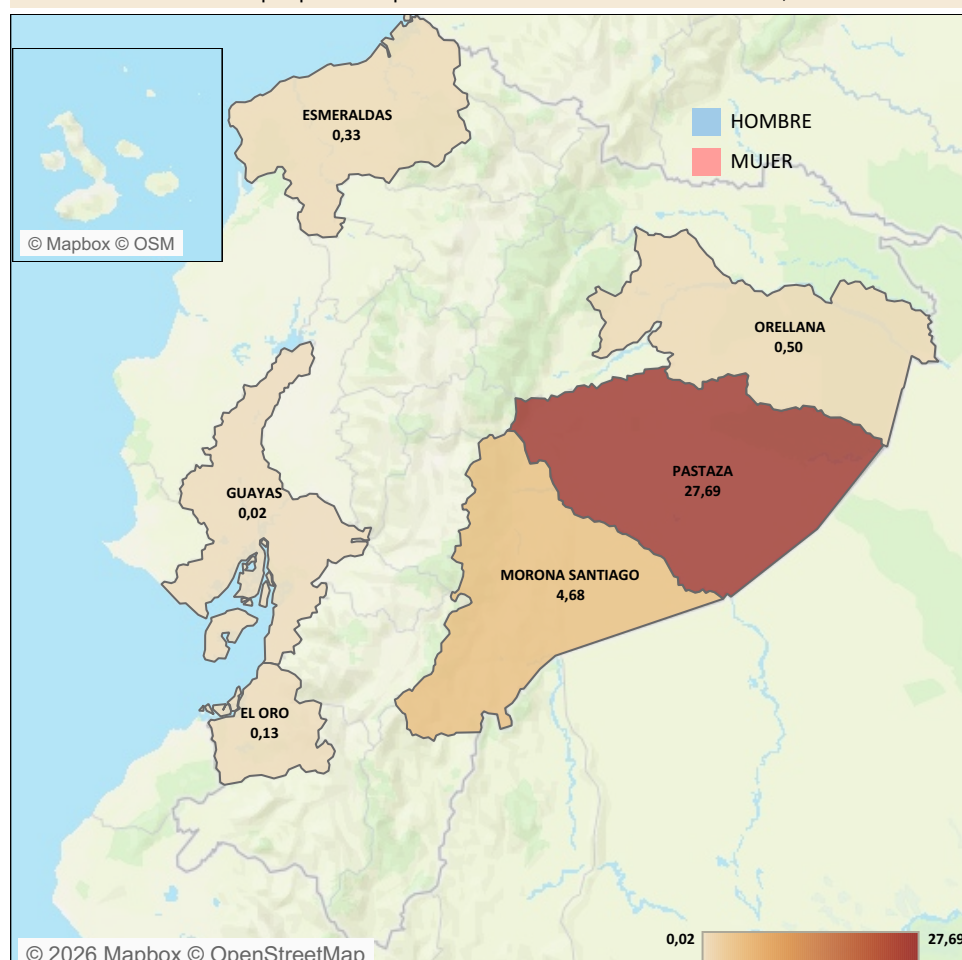 © Mapbox © OSM
ESMERALDAS
0,33
HOMBRE
MUJER
ORELLANA
0,50
PASTAZA
27,69
GUAYAS
0,02
MORONA SANTIAGO
4,68
EL ORO
0,13
0,02
27,69
© 2026 Mapbox © OpenStreetMap